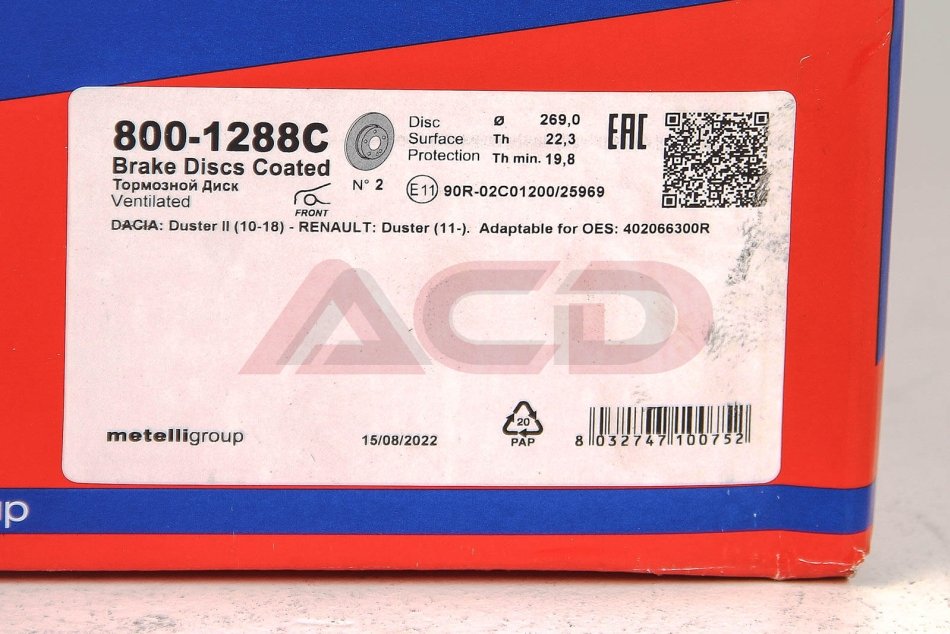 800-1288C
Brake Discs Coated
Тормозной Диск
Ventilated
FRONT
N° 2
Disc Ø 269,0
Surface Th 22,3
Protection Th min. 19,8
E11 90R-02C01200/25969
EAC
DACIA: Duster II (10-18) - RENAULT: Duster (11-). Adaptable for OES: 402066300R
ACD
metelligroup
15/08/2022
20
PAP
8 032747 100752
up